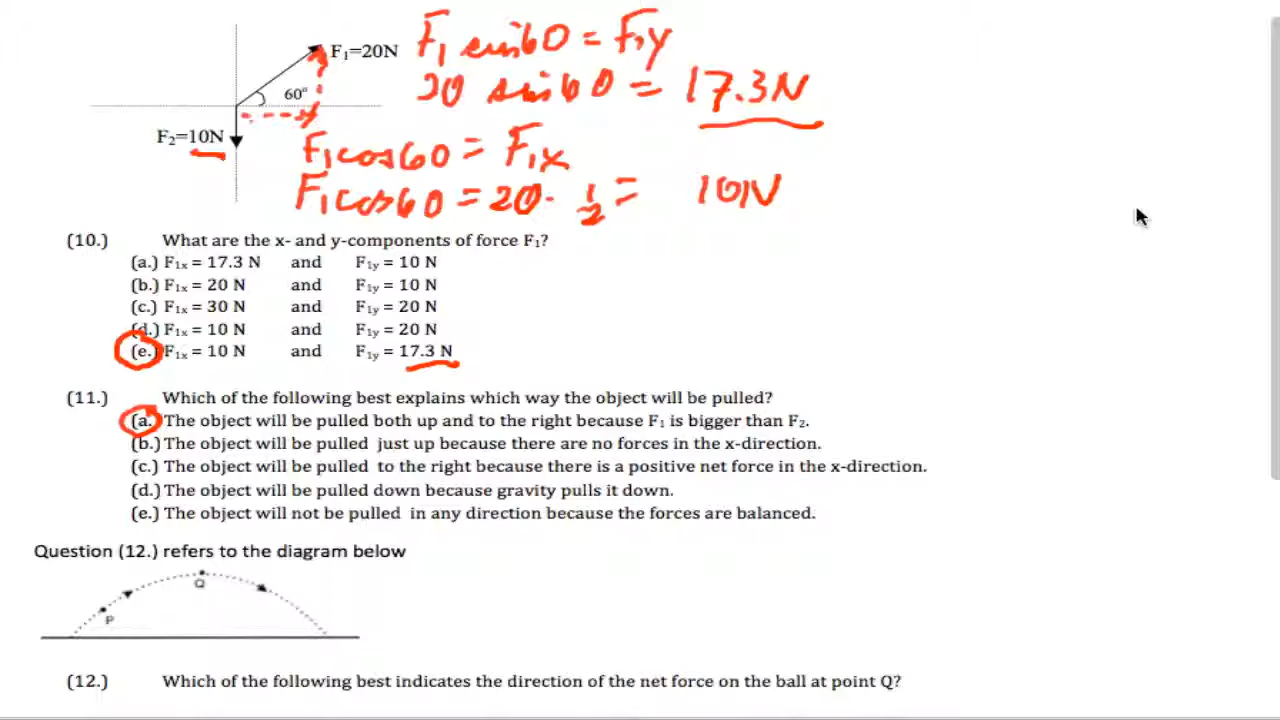 F₁ sin60 = F₁y
F₁=20N
20 sin60 = 17.3N
60°
F₂=10N
F₁cos60 = F₁x
F₁cos60 = 20· 1/2 = 10N
(10.) What are the x- and y-components of force F₁?
(a.) F₁ₓ = 17.3 N and F₁y = 10 N
(b.) F₁ₓ = 20 N and F₁y = 10 N
(c.) F₁ₓ = 30 N and F₁y = 20 N
(d.) F₁ₓ = 10 N and F₁y = 20 N
(e.) F₁ₓ = 10 N and F₁y = 17.3 N
(11.) Which of the following best explains which way the object will be pulled?
(a. The object will be pulled both up and to the right because F₁ is bigger than F₂.
(b.) The object will be pulled just up because there are no forces in the x-direction.
(c.) The object will be pulled to the right because there is a positive net force in the x-direction.
(d.) The object will be pulled down because gravity pulls it down.
(e.) The object will not be pulled in any direction because the forces are balanced.
Question (12.) refers to the diagram below
Q
P
(12.) Which of the following best indicates the direction of the net force on the ball at point Q?